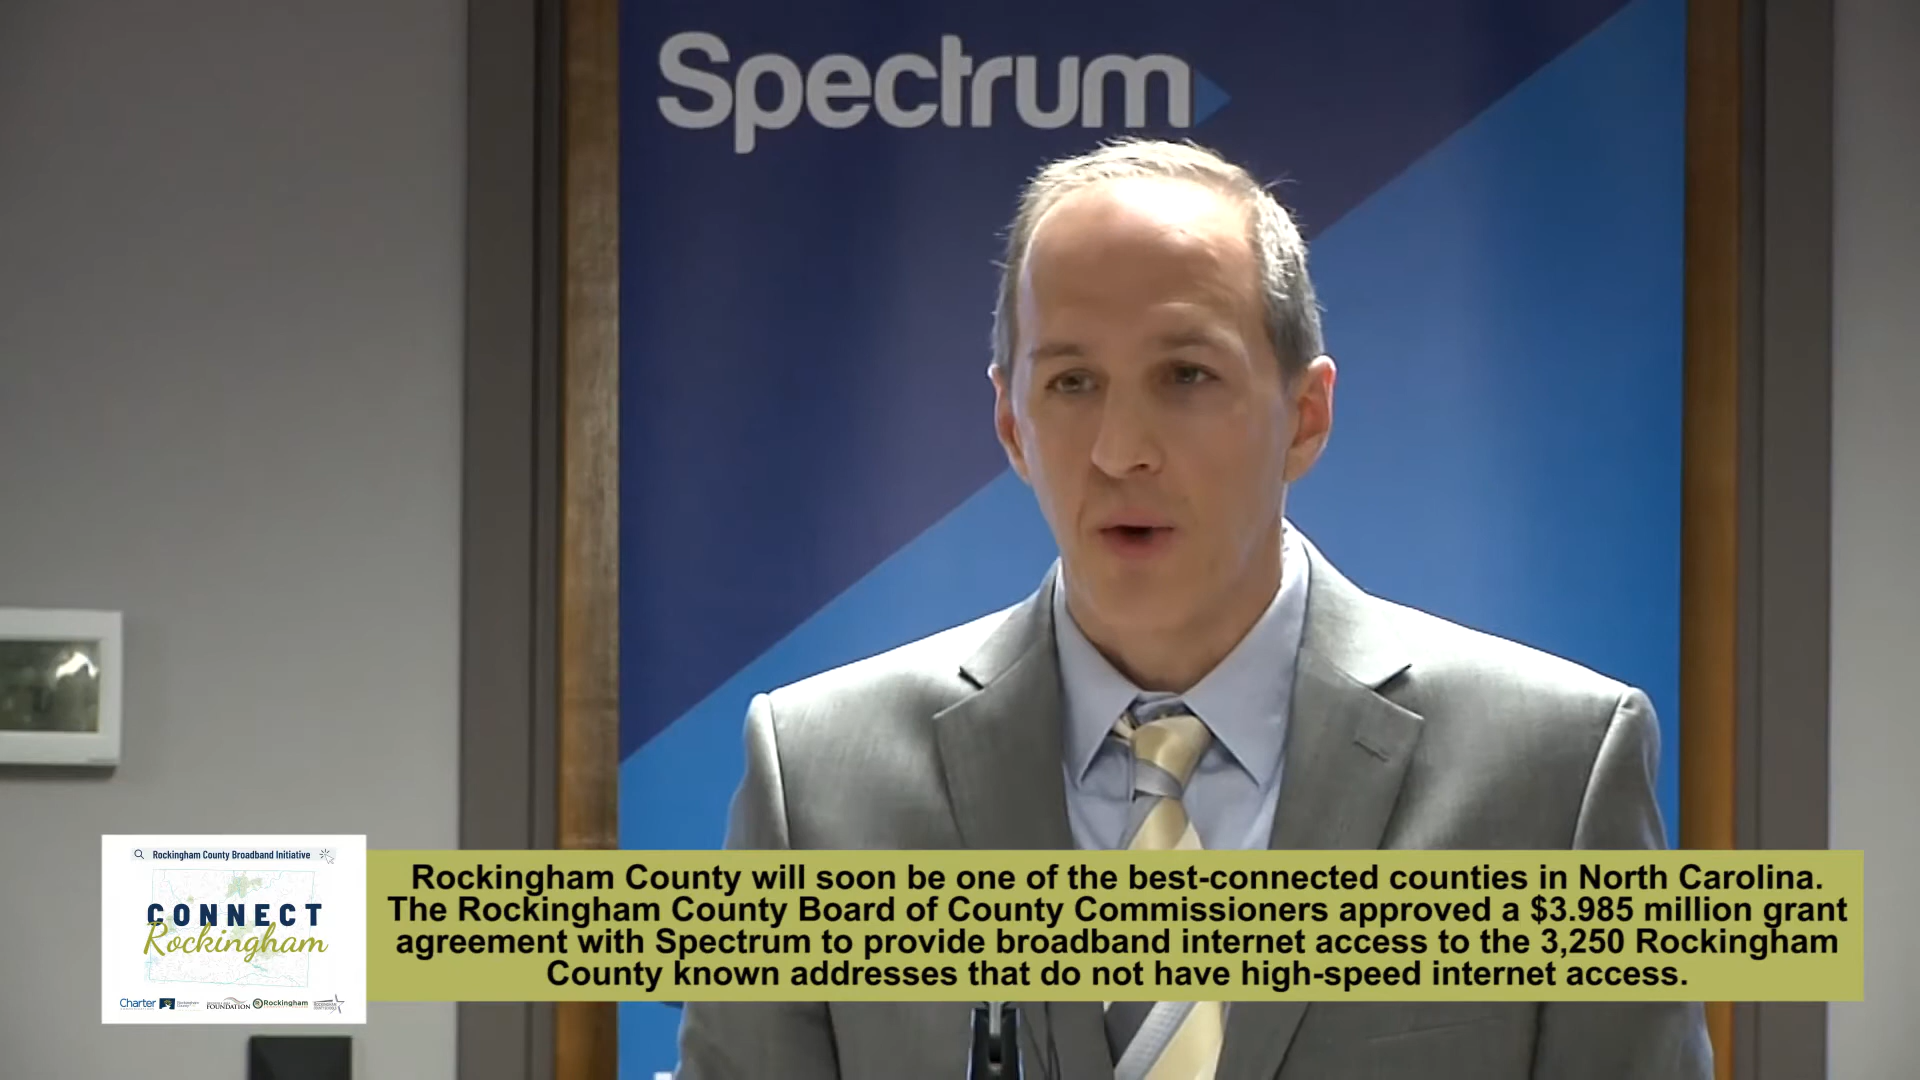 Spectrum
Rockingham County Broadband Initiative
CONNECT
Rockingham
Charter
FOUNDATION
Rockingham
Rockingham County will soon be one of the best-connected counties in North Carolina.
The Rockingham County Board of County Commissioners approved a $3.985 million grant
agreement with Spectrum to provide broadband internet access to the 3,250 Rockingham
County known addresses that do not have high-speed internet access.